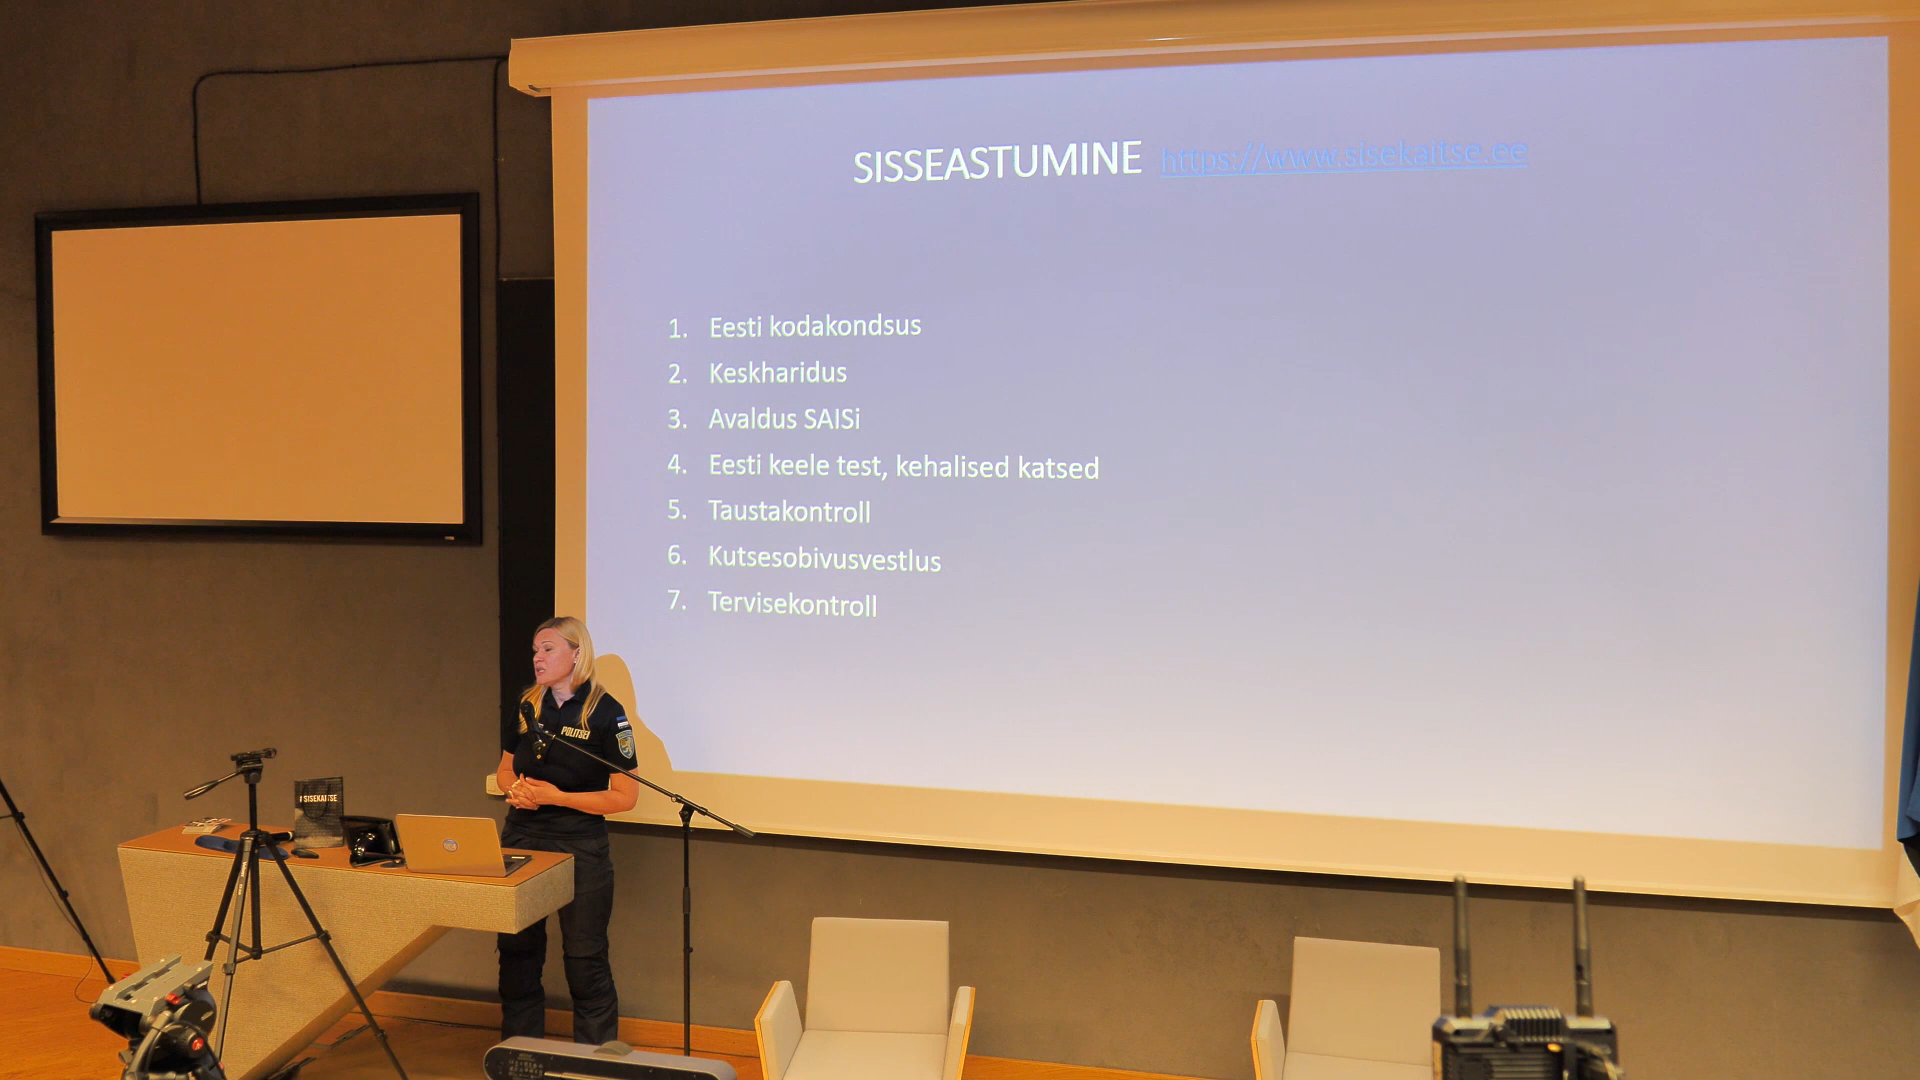 SISSEASTUMINE https://www.sisekaitse.ee
1. Eesti kodakondsus
2. Keskharidus
3. Avaldus SAISi
4. Eesti keele test, kehalised katsed
5. Taustakontroll
6. Kutsesobivusvestlus
7. Tervisekontroll
POLITSEI
#SISEKAITSE